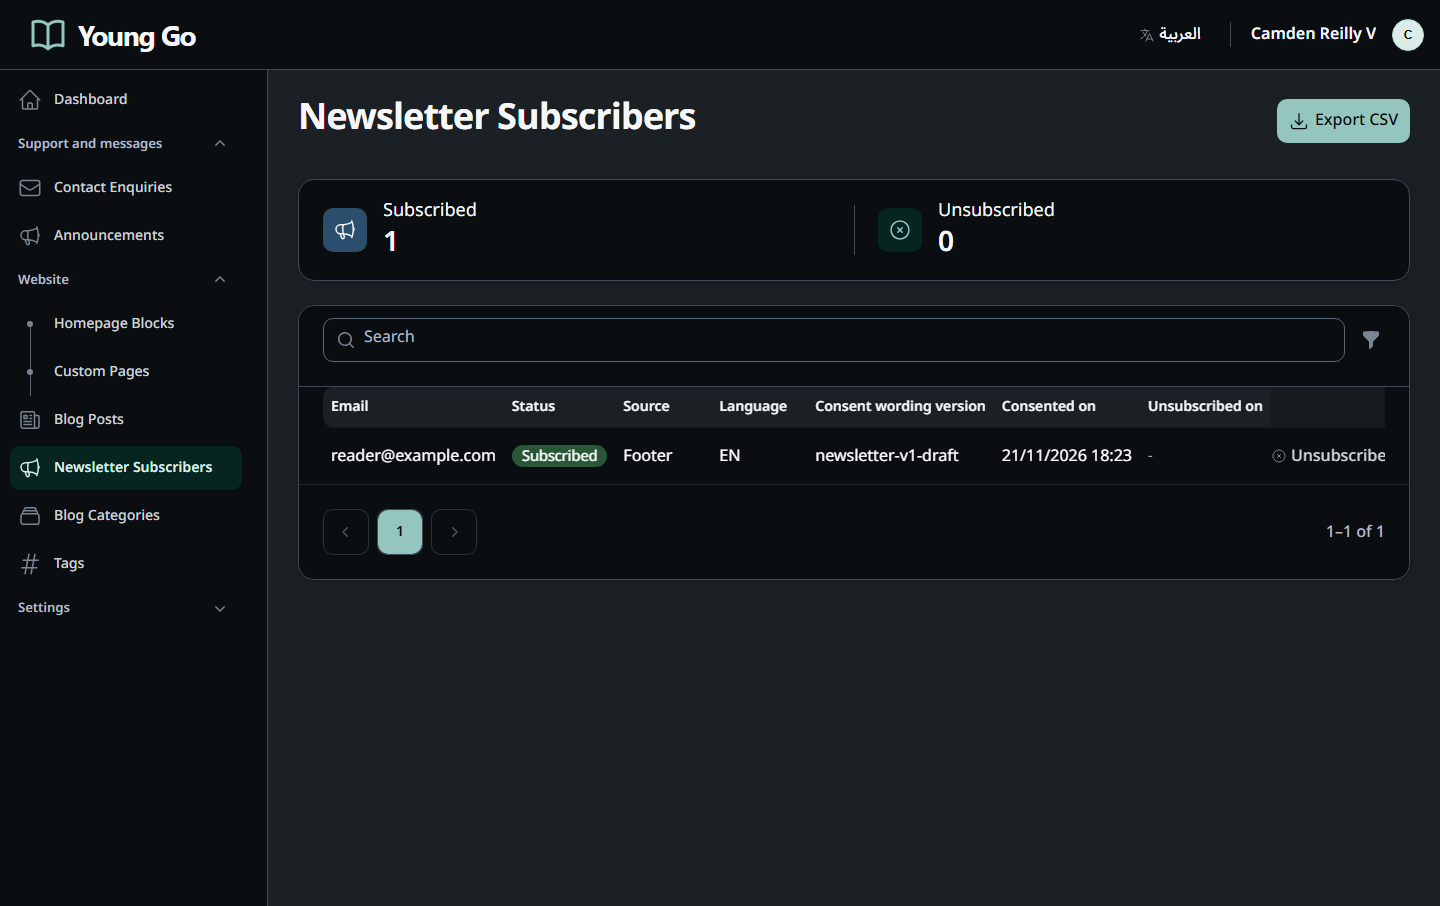 Young Go
العربية
Camden Reilly V
C
Dashboard
Support and messages
Contact Enquiries
Announcements
Website
Homepage Blocks
Custom Pages
Blog Posts
Newsletter Subscribers
Blog Categories
Tags
Settings
Newsletter Subscribers
Export CSV
Subscribed
1
Unsubscribed
0
Search
Email Status Source Language Consent wording version Consented on Unsubscribed on
reader@example.com Subscribed Footer EN newsletter-v1-draft 21/11/2026 18:23 - Unsubscribe
1
1–1 of 1